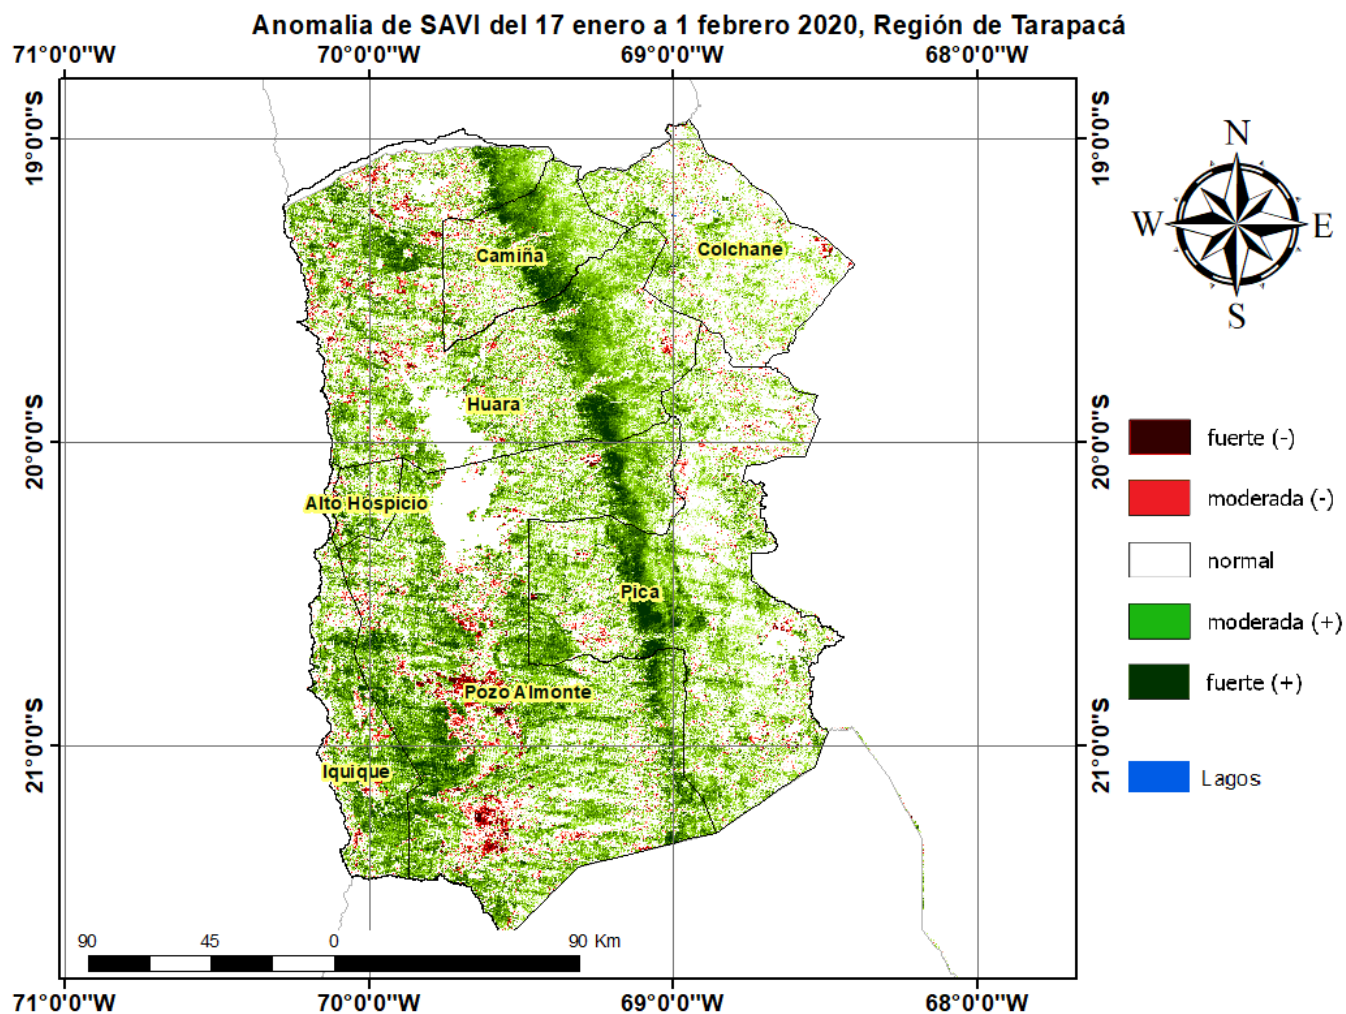 Anomalia de SAVI del 17 enero a 1 febrero 2020, Región de Tarapacá
71°0'0"W 70°0'0"W 69°0'0"W 68°0'0"W
19°0'0"S 19°0'0"S
N
W E
S
Camiña
Colchane
Huara
20°0'0"S 20°0'0"S
Alto Hospicio
Pica
Pozo Almonte
21°0'0"S 21°0'0"S
Iquique
fuerte (-)
moderada (-)
normal
moderada (+)
fuerte (+)
Lagos
90 45 0 90 Km
71°0'0"W 70°0'0"W 69°0'0"W 68°0'0"W